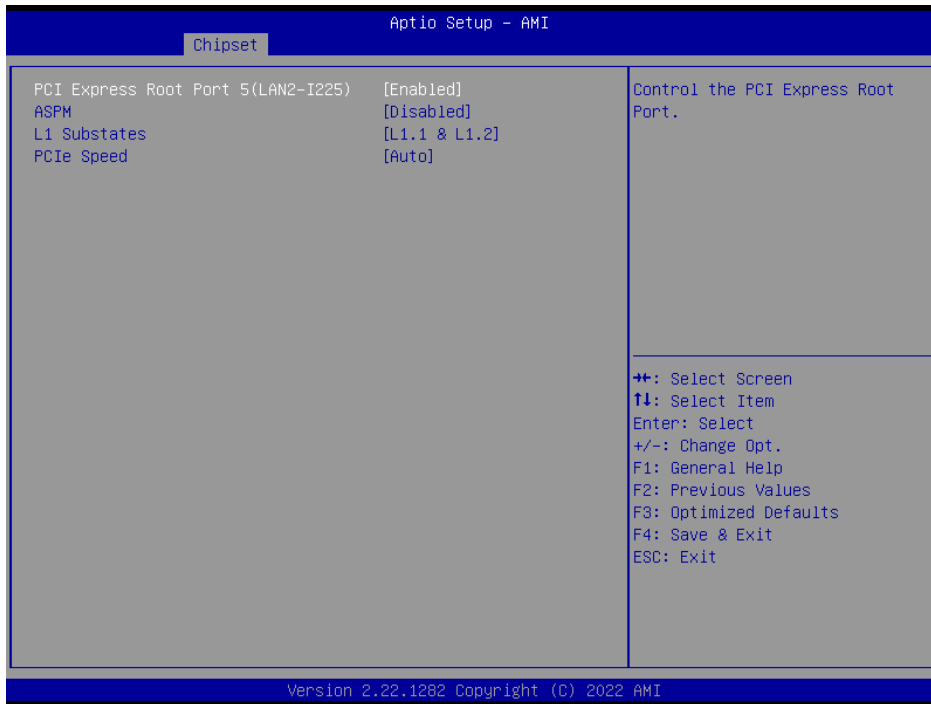 Aptio Setup – AMI
Chipset
PCI Express Root Port 5(LAN2-I225) [Enabled]
ASPM [Disabled]
L1 Substates [L1.1 & L1.2]
PCIe Speed [Auto]
Control the PCI Express Root
Port.
→←: Select Screen
↑↓: Select Item
Enter: Select
+/-: Change Opt.
F1: General Help
F2: Previous Values
F3: Optimized Defaults
F4: Save & Exit
ESC: Exit
Version 2.22.1282 Copyright (C) 2022 AMI